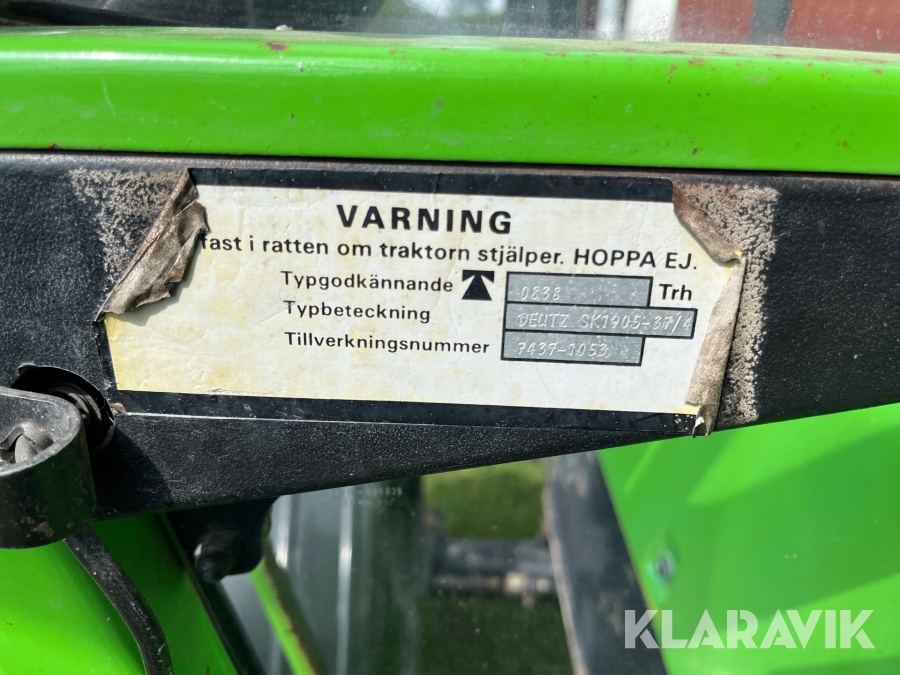 VARNING
fast i ratten om traktorn stjälper. HOPPA EJ.
Typgodkännande 0838 Trh
Typbeteckning DEUTZ SK1905-37/4
Tillverkningsnummer 7437-1053
KLARAVIK